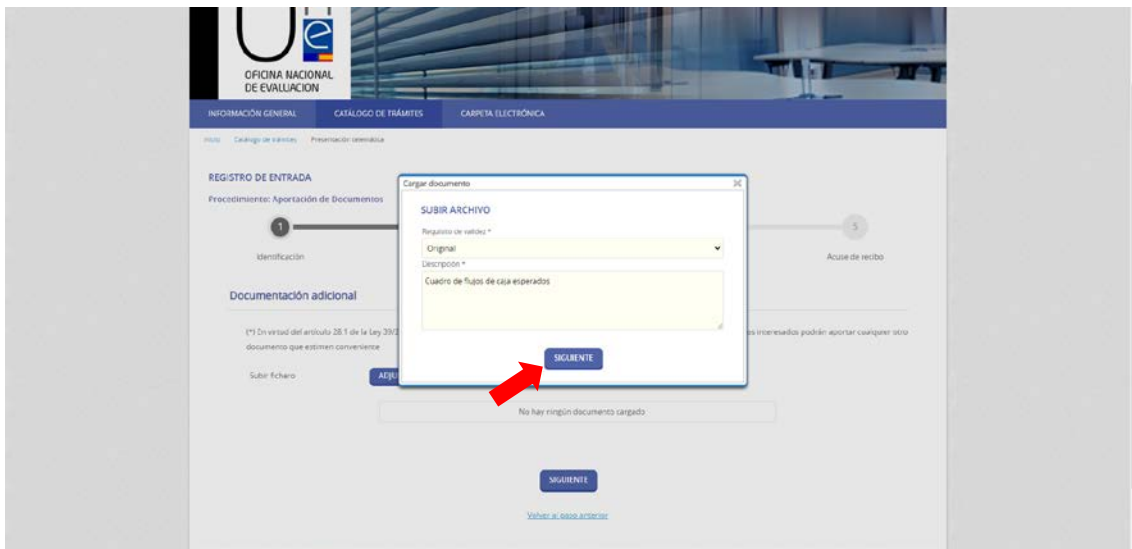 OFICINA NACIONAL
DE EVALUACION
INFORMACIÓN GENERAL CATÁLOGO DE TRÁMITES CARPETA ELECTRÓNICA
Inicio Catálogo de trámites Presentación telemática
REGISTRO DE ENTRADA
Procedimiento: Aportación de Documentos
Cargar documento
SUBIR ARCHIVO
Requisito de validez *
Original
Descripción *
Cuadro de flujos de caja esperados
SIGUIENTE
1 5
Identificación Acuse de recibo
Documentación adicional
(*) En virtud del artículo 28.1 de la Ley 39/2 os interesados podrán aportar cualquier otro
documento que estimen conveniente
Subir fichero ADJU
No hay ningún documento cargado
SIGUIENTE
Volver al paso anterior